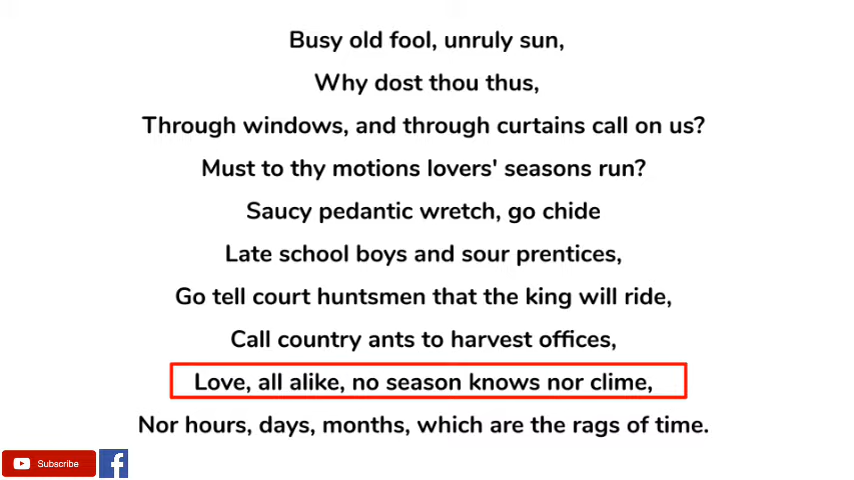 Busy old fool, unruly sun,
Why dost thou thus,
Through windows, and through curtains call on us?
Must to thy motions lovers' seasons run?
Saucy pedantic wretch, go chide
Late school boys and sour prentices,
Go tell court huntsmen that the king will ride,
Call country ants to harvest offices,
Love, all alike, no season knows nor clime,
Nor hours, days, months, which are the rags of time.
Subscribe